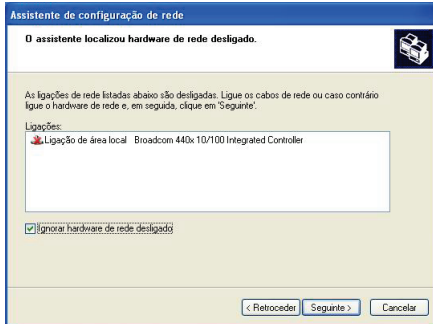 Assistente de configuração de rede
O assistente localizou hardware de rede desligado.
As ligações de rede listadas abaixo são desligadas. Ligue os cabos de rede ou caso contrário
ligue o hardware de rede e, em seguida, clique em 'Seguinte'.
Ligações:
Ligação de área local Broadcom 440x 10/100 Integrated Controller
Ignorar hardware de rede desligado
< Retroceder Seguinte > Cancelar